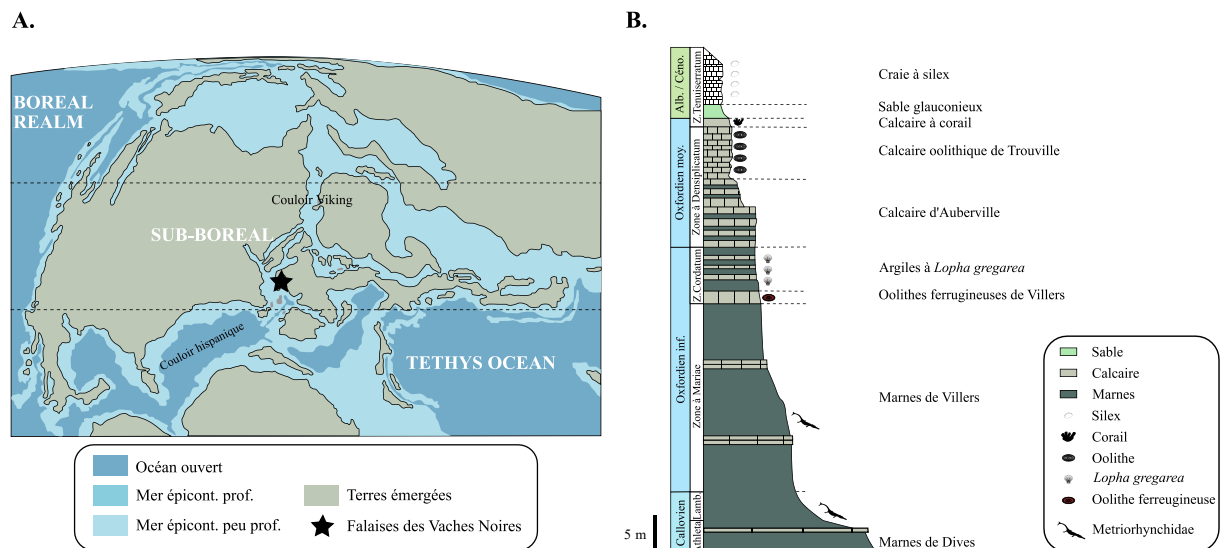 A.
BOREAL
REALM
Couloir Viking
SUB-BOREAL
Couloir hispanique
TETHYS OCEAN
Océan ouvert
Mer épicont. prof.
Mer épicont. peu prof.
Terres émergées
Falaises des Vaches Noires
B.
Alb. / Céno.
Z.Tenuiserratum
Oxfordien moy.
Zone à Densiplicatum
Oxfordien inf.
Z.Cordatum
Zone à Mariae
Callovien
Lamb.
Athleta
Craie à silex
Sable glauconieux
Calcaire à corail
Calcaire oolithique de Trouville
Calcaire d'Auberville
Argiles à Lopha gregarea
Oolithes ferrugineuses de Villers
Marnes de Villers
Marnes de Dives
5 m
Sable
Calcaire
Marnes
Silex
Corail
Oolithe
Lopha gregarea
Oolithe ferreugineuse
Metriorhynchidae